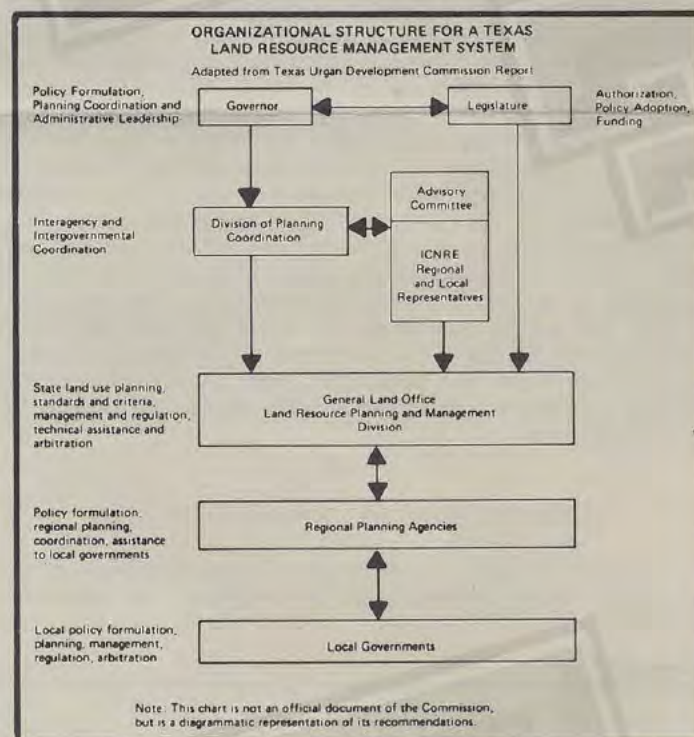 ORGANIZATIONAL STRUCTURE FOR A TEXAS
LAND RESOURCE MANAGEMENT SYSTEM
Adapted from Texas Urgan Development Commission Report
Policy Formulation,
Planning Coordination and
Administrative Leadership
Governor
Legislature
Authorization,
Policy Adoption,
Funding
Interagency and
Intergovernmental
Coordination
Division of Planning
Coordination
Advisory
Committee
ICNRE
Regional
and Local
Representatives
State land use planning,
standards and criteria,
management and regulation,
technical assistance and
arbitration
General Land Office
Land Resource Planning and Management
Division
Policy formulation,
regional planning,
coordination, assistance
to local governments
Regional Planning Agencies
Local policy formulation,
planning, management,
regulation, arbitration
Local Governments
Note: This chart is not an official document of the Commission,
but is a diagrammatic representation of its recommendations.